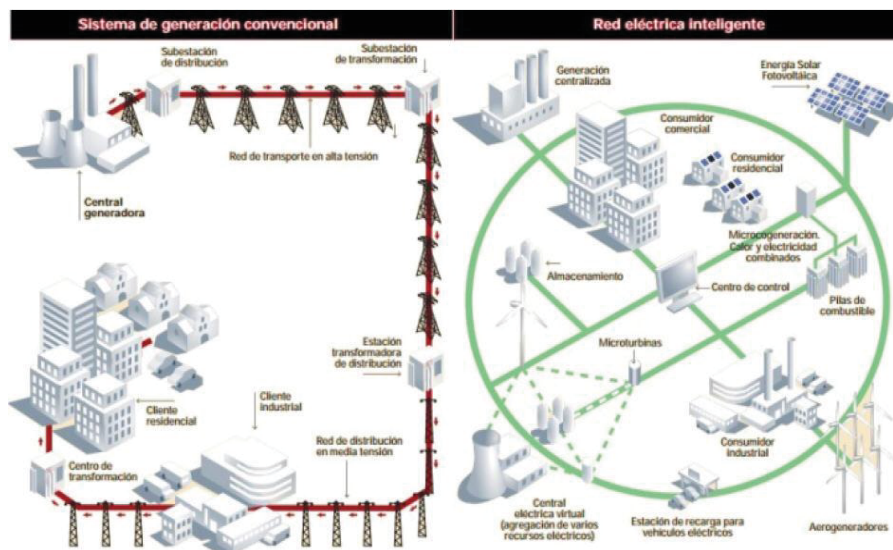 Sistema de generación convencional
Subestación
de distribución
Subestación
de transformación
Red de transporte en alta tensión
Central
generadora
Estación
transformadora
de distribución
Cliente
residencial
Cliente
industrial
Red de distribución
en media tensión
Centro de
transformación
Red eléctrica inteligente
Generación
centralizada
Energía Solar
Fotovoltáica
Consumidor
comercial
Consumidor
residencial
Microcogeneración.
Calor y electricidad
combinados
Almacenamiento
Centro de control
Pilas de
combustible
Microturbinas
Consumidor
industrial
Central
eléctrica virtual
(agregación de varios
recursos eléctricos)
Estación de recarga para
vehículos eléctricos
Aerogeneradores